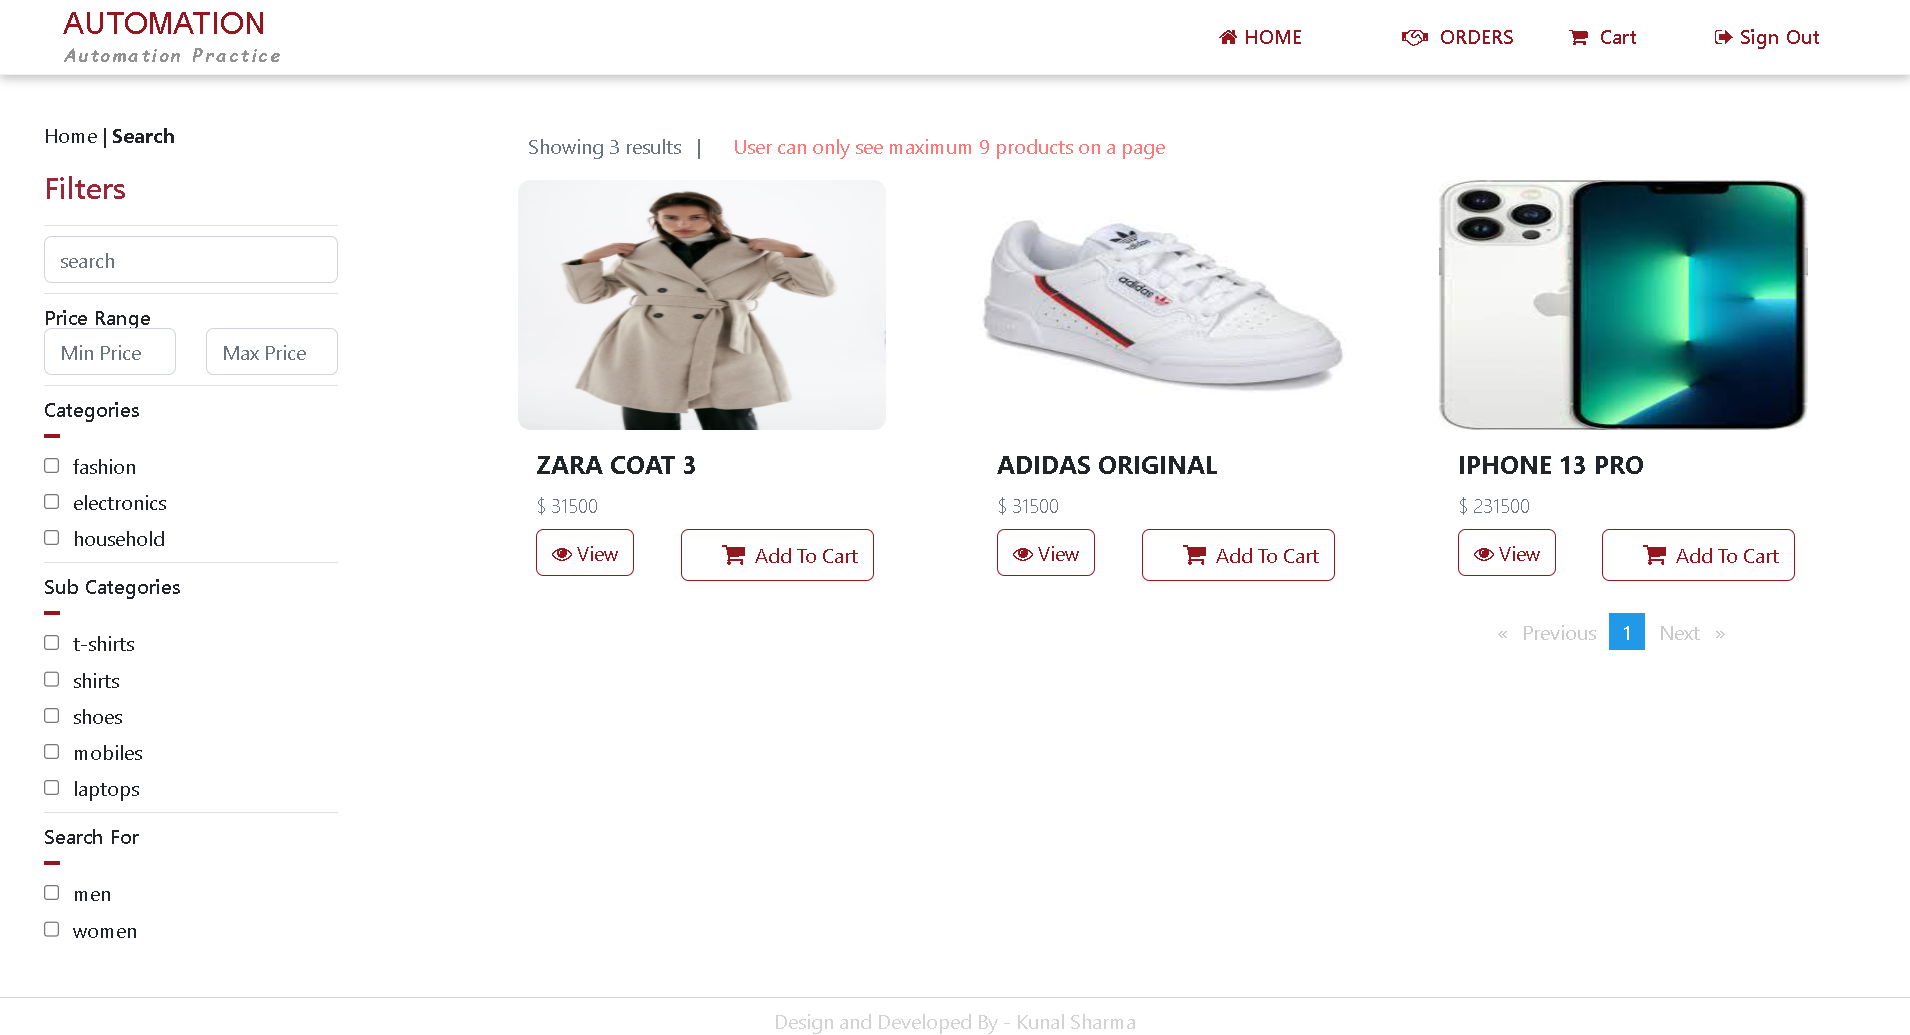 AUTOMATION
Automation Practice
HOME
ORDERS
Cart
Sign Out
Home | Search
Filters
search
Price Range
Min Price
Max Price
Categories
fashion
electronics
household
Sub Categories
t-shirts
shirts
shoes
mobiles
laptops
Search For
men
women
Showing 3 results |
User can only see maximum 9 products on a page
adidas
adidas
ZARA COAT 3
$ 31500
View
Add To Cart
ADIDAS ORIGINAL
$ 31500
View
Add To Cart
IPHONE 13 PRO
$ 231500
View
Add To Cart
« Previous 1 Next »
Design and Developed By - Kunal Sharma